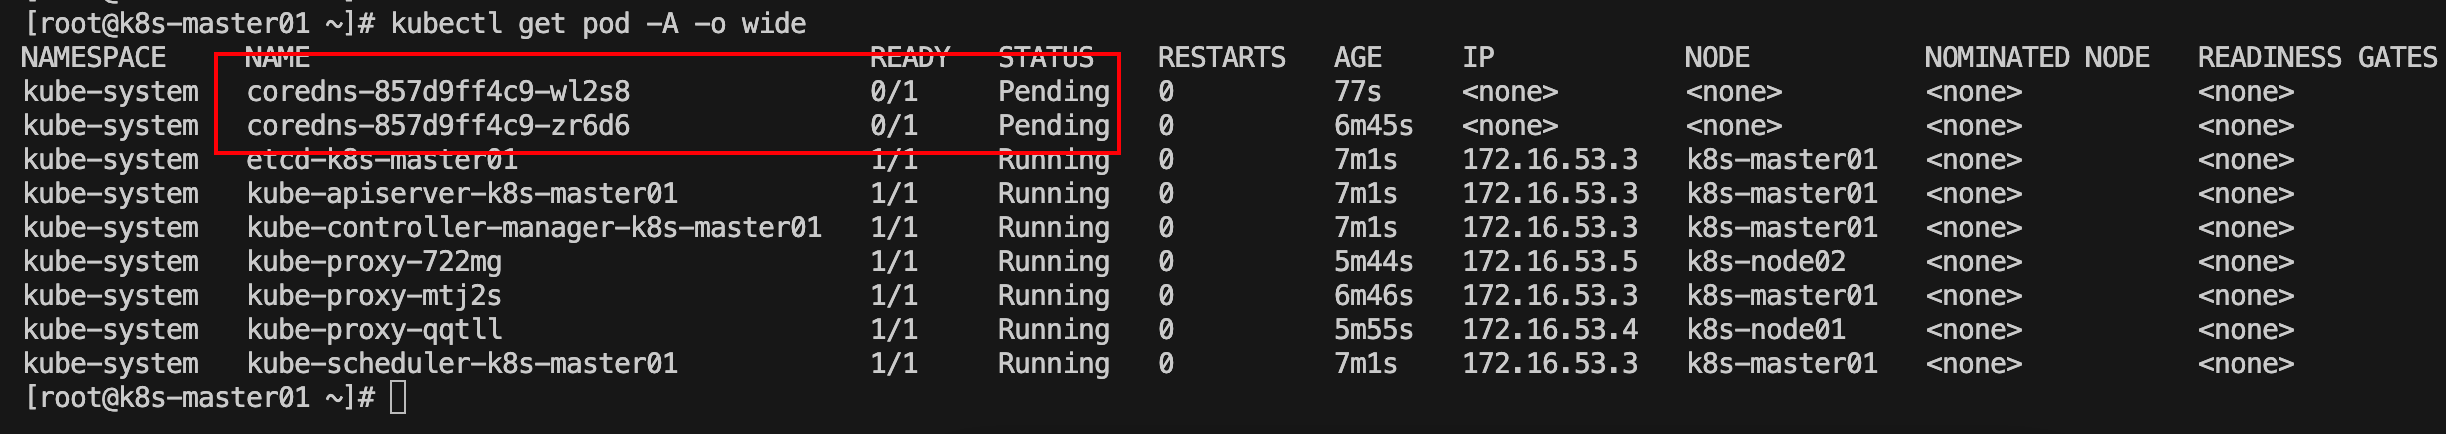 [root@k8s-master01 ~]# kubectl get pod -A -o wide
NAMESPACE NAME READY STATUS RESTARTS AGE IP NODE NOMINATED NODE READINESS GATES
kube-system coredns-857d9ff4c9-wl2s8 0/1 Pending 0 77s <none> <none> <none> <none>
kube-system coredns-857d9ff4c9-zr6d6 0/1 Pending 0 6m45s <none> <none> <none> <none>
kube-system etcd-k8s-master01 1/1 Running 0 7m1s 172.16.53.3 k8s-master01 <none> <none>
kube-system kube-apiserver-k8s-master01 1/1 Running 0 7m1s 172.16.53.3 k8s-master01 <none> <none>
kube-system kube-controller-manager-k8s-master01 1/1 Running 0 7m1s 172.16.53.3 k8s-master01 <none> <none>
kube-system kube-proxy-722mg 1/1 Running 0 5m44s 172.16.53.5 k8s-node02 <none> <none>
kube-system kube-proxy-mtj2s 1/1 Running 0 6m46s 172.16.53.3 k8s-master01 <none> <none>
kube-system kube-proxy-qqtll 1/1 Running 0 5m55s 172.16.53.4 k8s-node01 <none> <none>
kube-system kube-scheduler-k8s-master01 1/1 Running 0 7m1s 172.16.53.3 k8s-master01 <none> <none>
[root@k8s-master01 ~]#